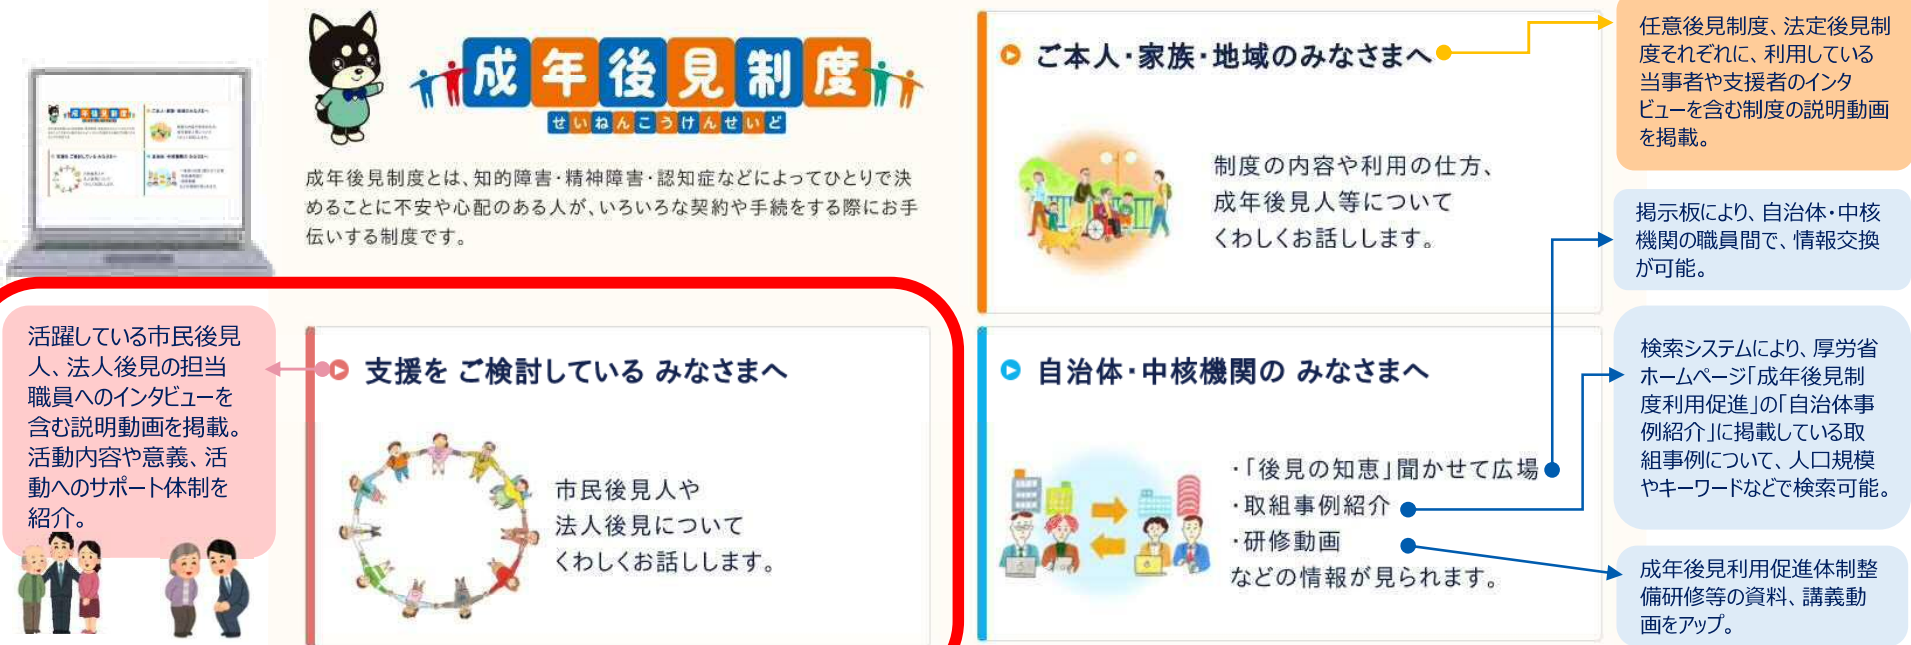 成年後見制度
せいねんこうけんせいど
成年後見制度とは、知的障害・精神障害・認知症などによってひとりで決
めることに不安や心配のある人が、いろいろな契約や手続をする際にお手
伝いする制度です。
ご本人・家族・地域のみなさまへ
制度の内容や利用の仕方、
成年後見人等について
くわしくお話しします。
任意後見制度、法定後見制
度それぞれに、利用している
当事者や支援者のインタ
ビューを含む制度の説明動画
を掲載。
掲示板により、自治体・中核
機関の職員間で、情報交換
が可能。
活躍している市民後見
人、法人後見の担当
職員へのインタビューを
含む説明動画を掲載。
活動内容や意義、活
動へのサポート体制を
紹介。
支援を ご検討している みなさまへ
市民後見人や
法人後見について
くわしくお話しします。
自治体・中核機関の みなさまへ
・「後見の知恵」聞かせて広場
・取組事例紹介
・研修動画
などの情報が見られます。
検索システムにより、厚労省
ホームページ「成年後見制
度利用促進」の「自治体事
例紹介」に掲載している取
組事例について、人口規模
やキーワードなどで検索可能。
成年後見利用促進体制整
備研修等の資料、講義動
画をアップ。